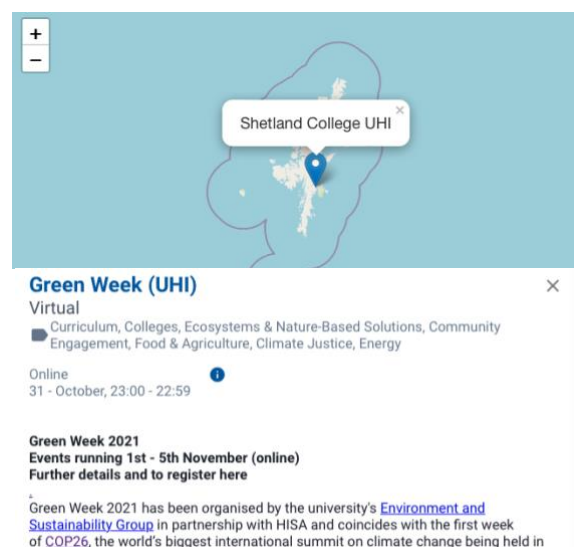 +
−
Shetland College UHI ×
Green Week (UHI) ×
Virtual
Curriculum, Colleges, Ecosystems & Nature-Based Solutions, Community
Engagement, Food & Agriculture, Climate Justice, Energy
Online i
31 - October, 23:00 - 22:59
Green Week 2021
Events running 1st - 5th November (online)
Further details and to register here
.
Green Week 2021 has been organised by the university's Environment and
Sustainability Group in partnership with HISA and coincides with the first week
of COP26, the world's biggest international summit on climate change being held in